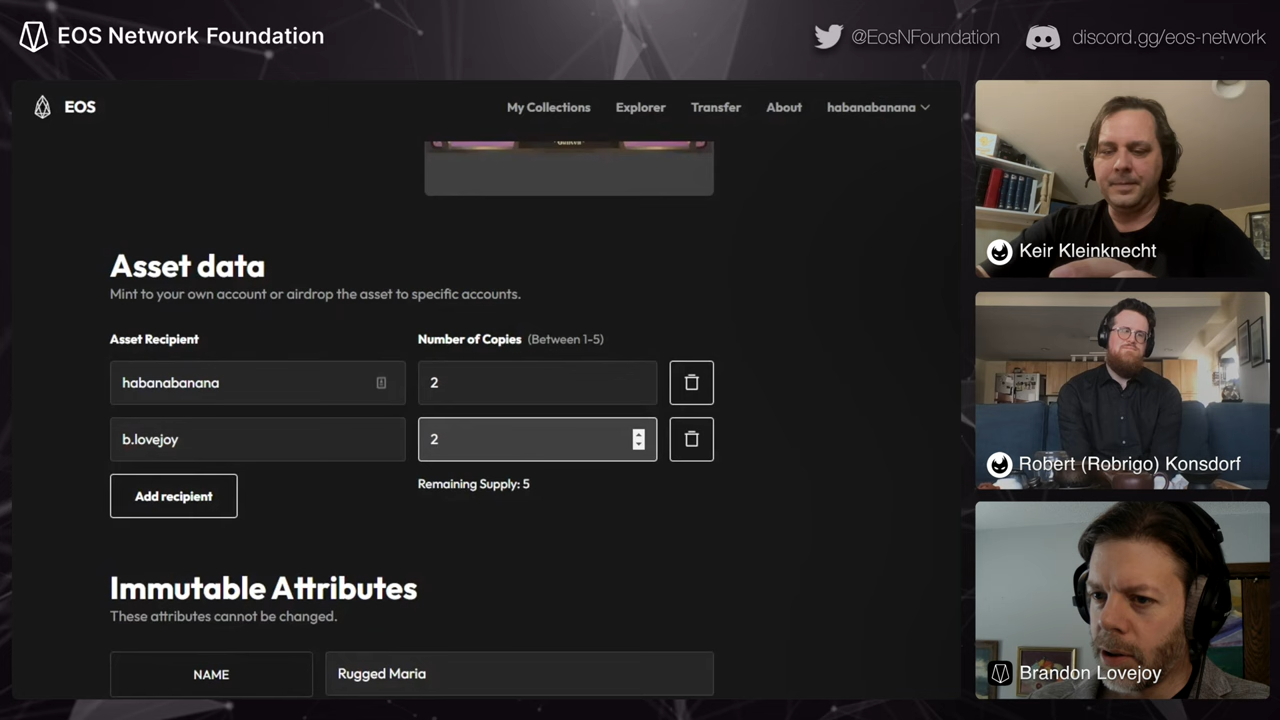 EOS Network Foundation
@EosNFoundation
discord.gg/eos-network
EOS
My Collections
Explorer
Transfer
About
habanabanana
Asset data
Mint to your own account or airdrop the asset to specific accounts.
Asset Recipient
Number of Copies (Between 1-5)
habanabanana
2
b.lovejoy
2
Add recipient
Remaining Supply: 5
Immutable Attributes
These attributes cannot be changed.
NAME
Rugged Maria
Keir Kleinknecht
Robert (Robrigo) Konsdorf
Brandon Lovejoy